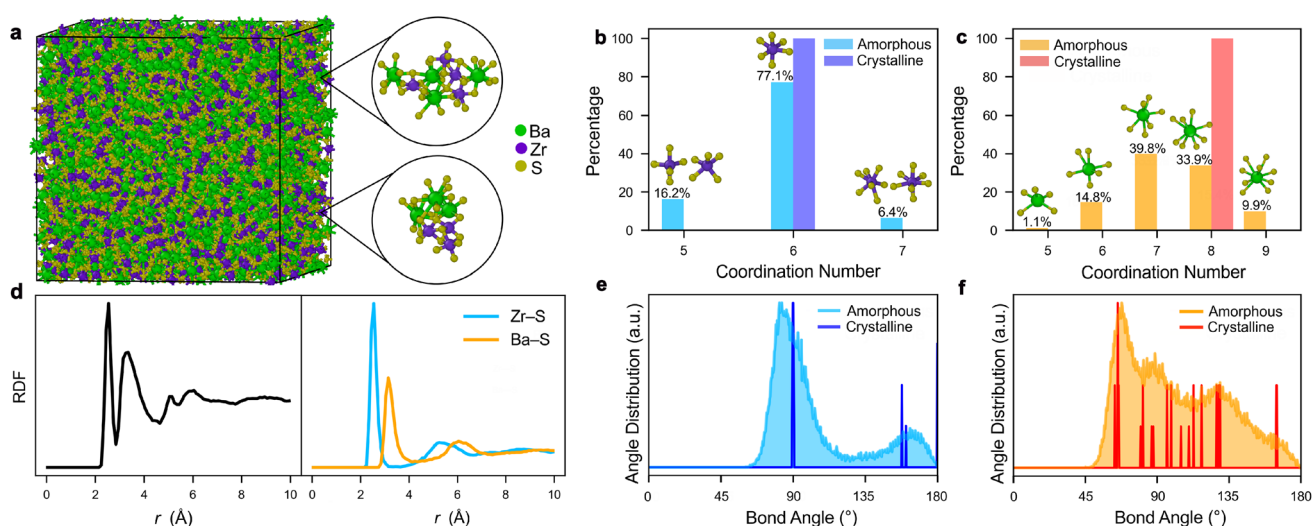 a
Ba
Zr
S
b
Percentage
100
80
60
40
20
0
77.1%
16.2%
6.4%
Amorphous
Crystalline
5 6 7
Coordination Number
c
Percentage
100
80
60
40
20
0
Amorphous
Crystalline
39.8%
33.9%
14.8%
9.9%
1.1%
5 6 7 8 9
Coordination Number
d
RDF
Zr–S
Ba–S
0 2 4 6 8 10
r (Å)
0 2 4 6 8 10
r (Å)
e
Angle Distribution (a.u.)
Amorphous
Crystalline
0 45 90 135 180
Bond Angle (°)
f
Angle Distribution (a.u.)
Amorphous
Crystalline
0 45 90 135 180
Bond Angle (°)